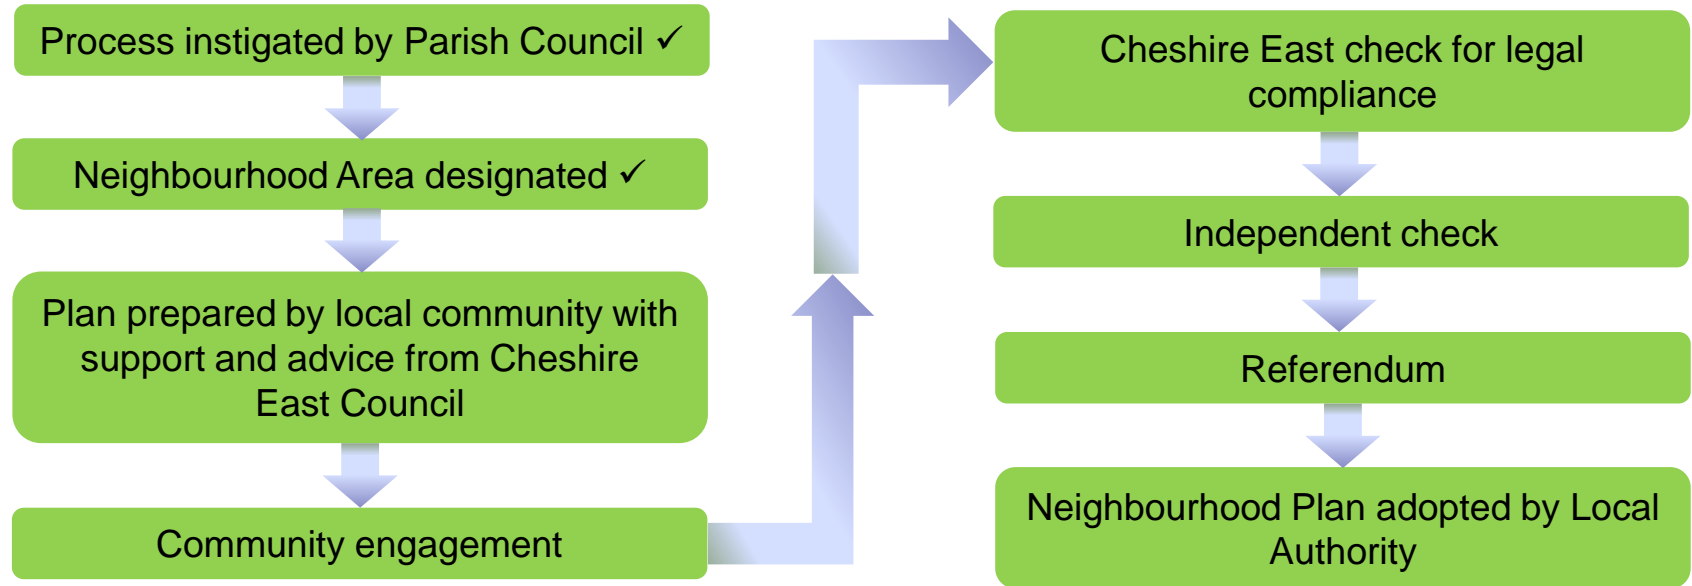 Process instigated by Parish Council ✓
Neighbourhood Area designated ✓
Plan prepared by local community with
support and advice from Cheshire
East Council
Community engagement
Cheshire East check for legal
compliance
Independent check
Referendum
Neighbourhood Plan adopted by Local
Authority